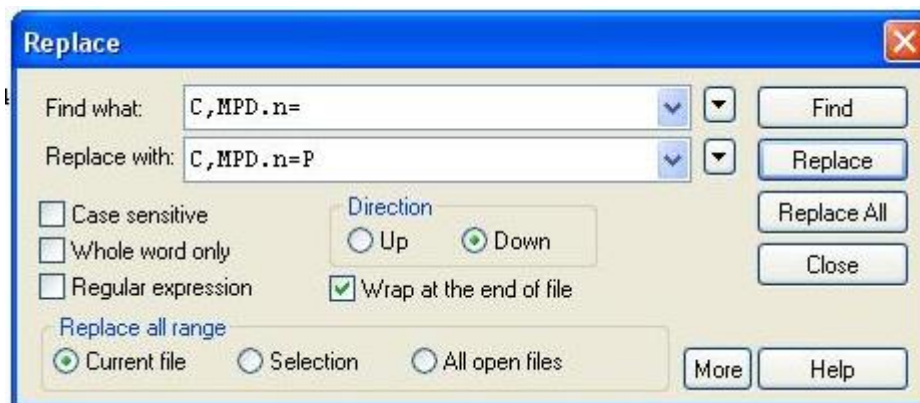 Replace
Find what: C,MPD.n= Find
Replace with: C,MPD.n=P Replace
Case sensitive Direction Replace All
Whole word only Up Down Close
Regular expression Wrap at the end of file
Replace all range
Current file Selection All open files More Help